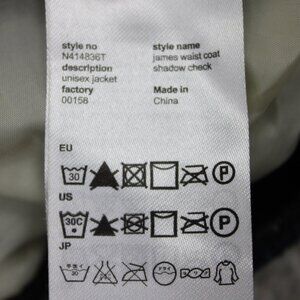 style no style name
N414836T james waist coat
description shadow check
unisex jacket
factory Made in
00158 China
EU
30 P
US
30C P
JP
30